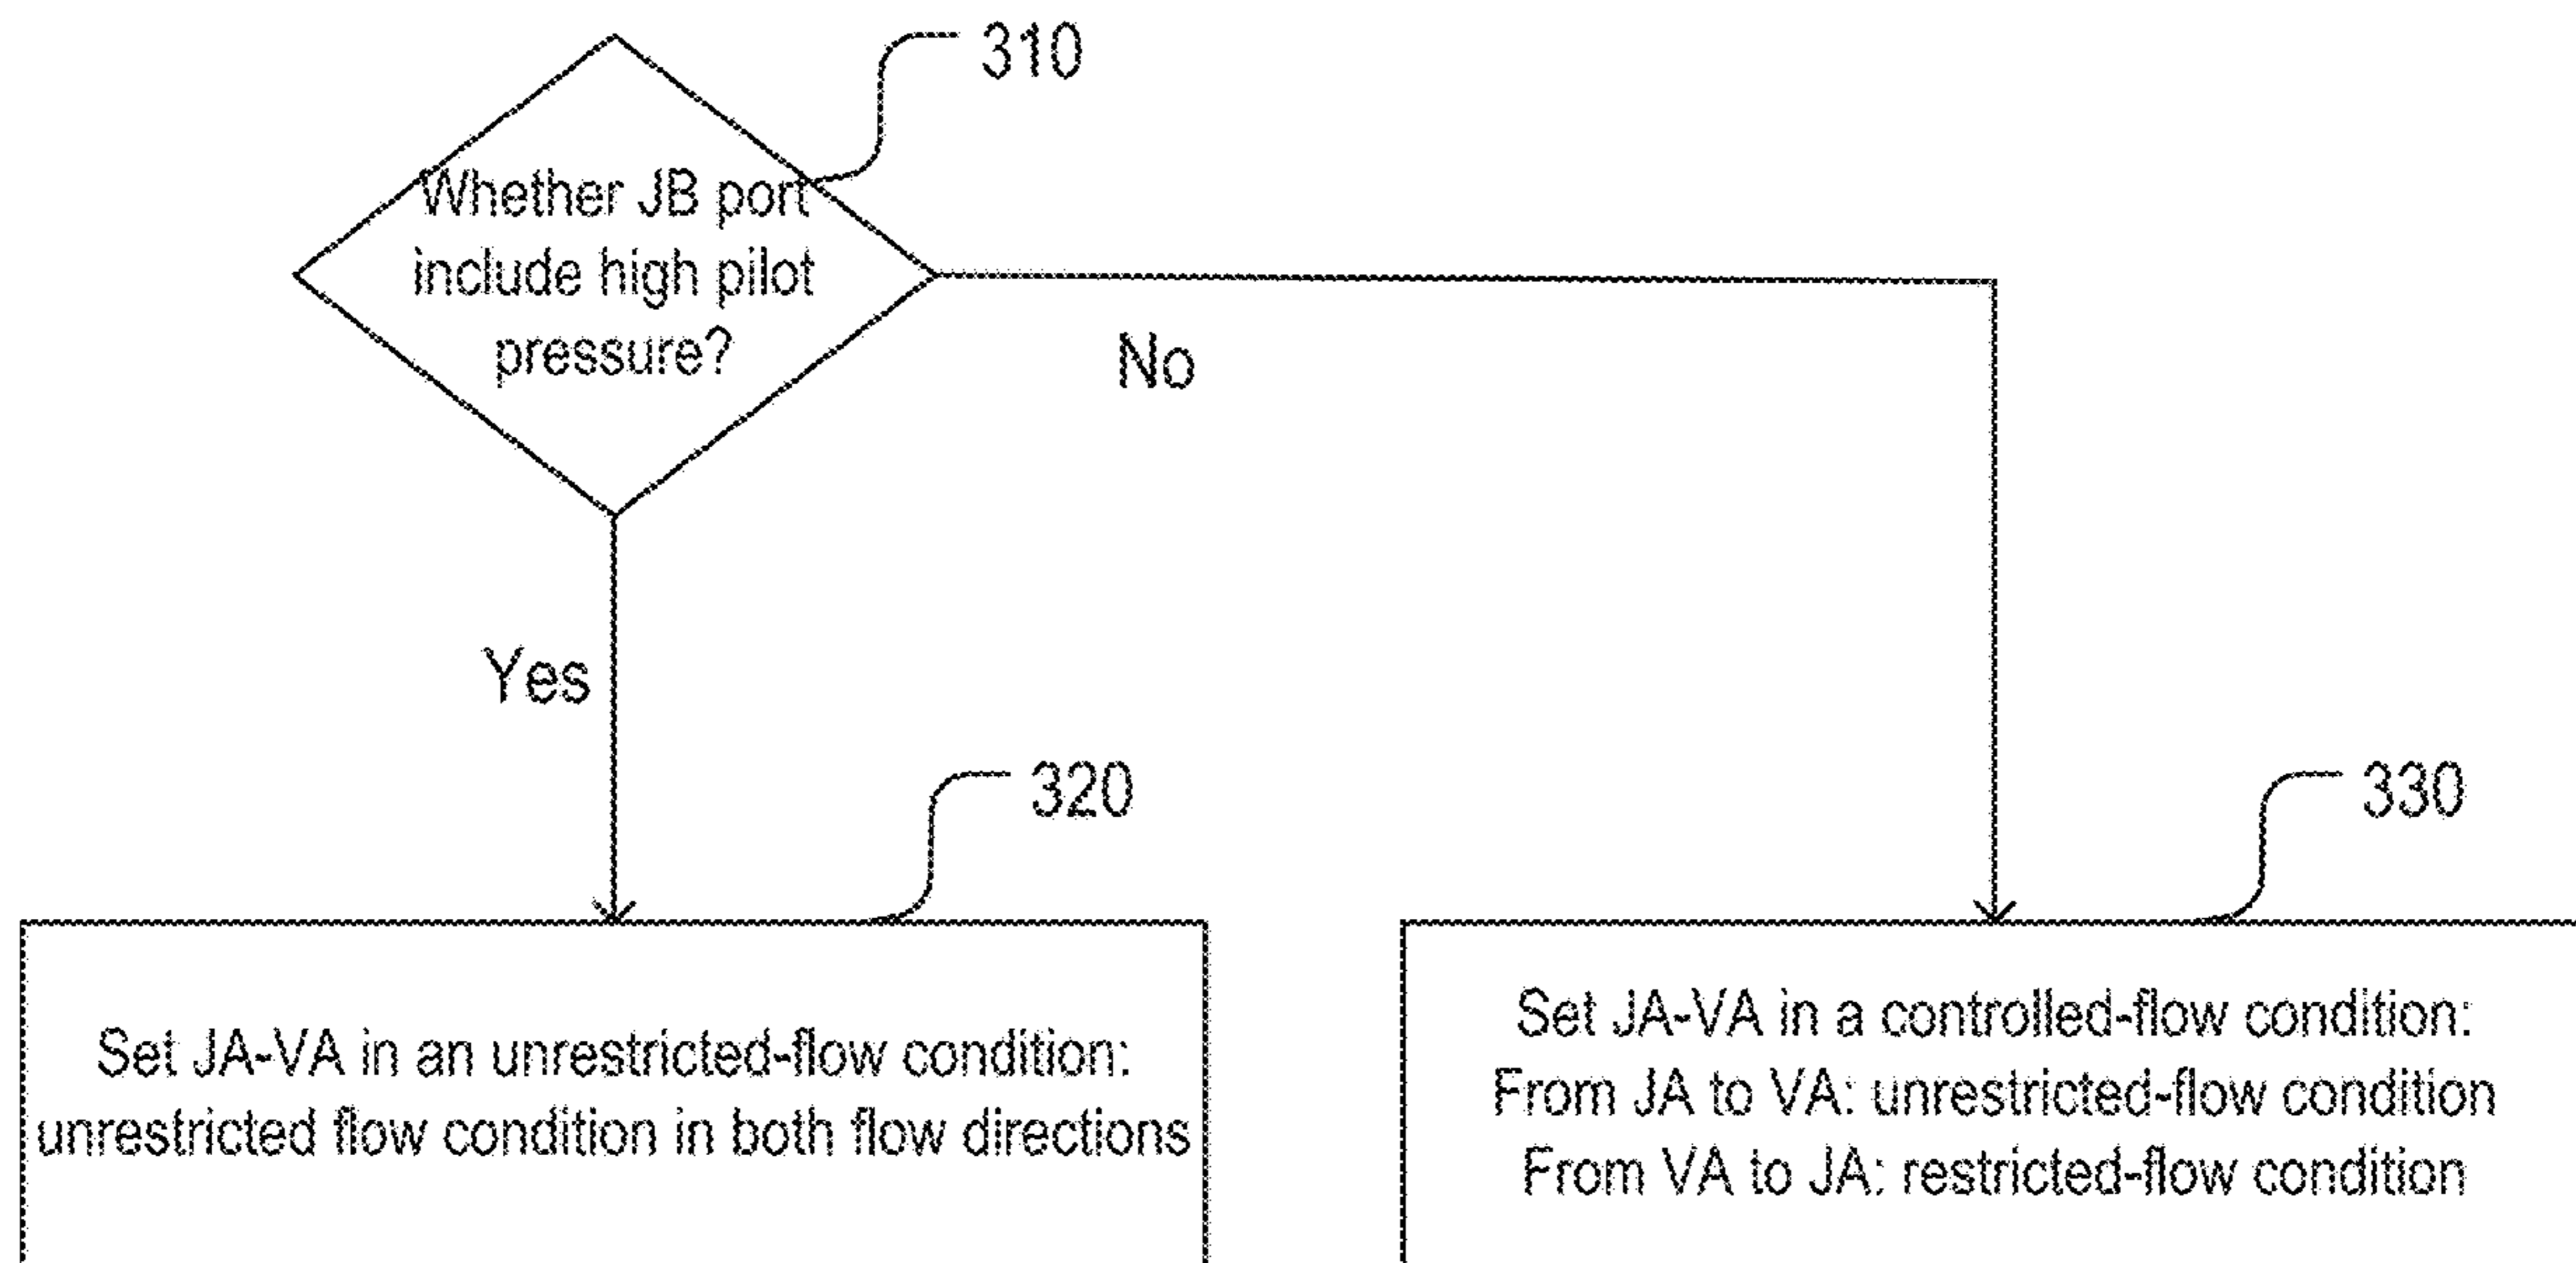 310
Whether JB port
include high pilot
pressure?
No
Yes
320
330
Set JA-VA in an unrestricted-flow condition:
unrestricted flow condition in both flow directions
Set JA-VA in a controlled-flow condition:
From JA to VA: unrestricted-flow condition
From VA to JA: restricted-flow condition